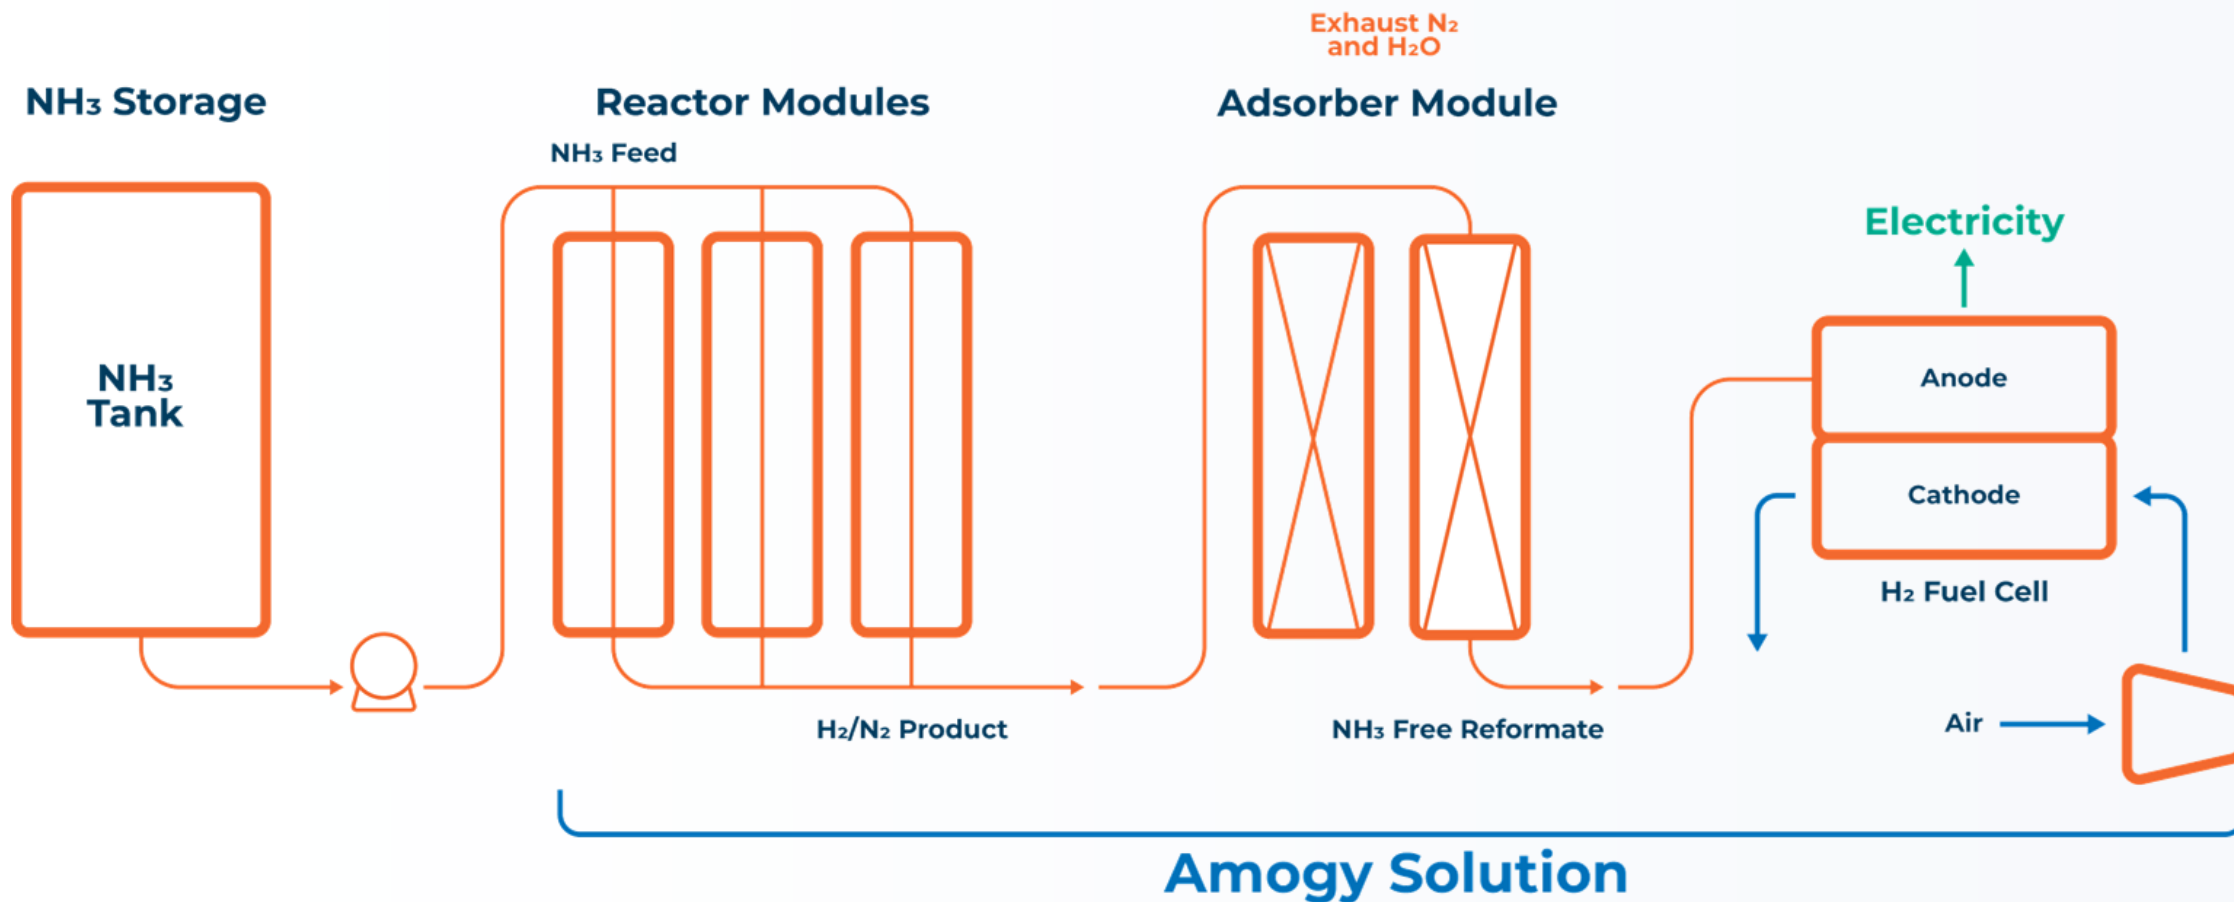 Exhaust N₂
and H₂O
NH₃ Storage
Reactor Modules
Adsorber Module
NH₃ Feed
Electricity
NH₃
Tank
Anode
Cathode
H₂ Fuel Cell
H₂/N₂ Product
NH₃ Free Reformate
Air
Amogy Solution